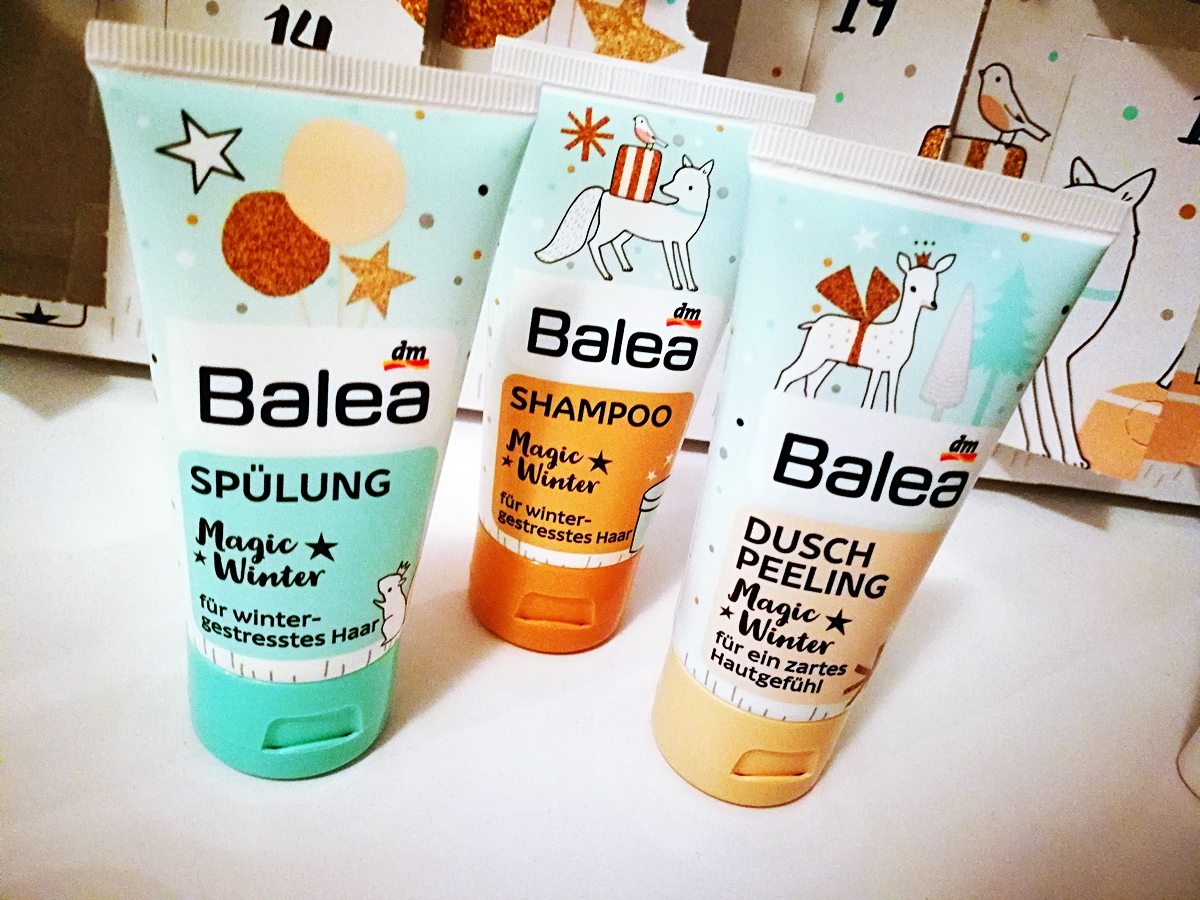 14
19
dm
Balea
SPÜLUNG
Magic
Winter
für winter-
gestresstes Haar
dm
Balea
SHAMPOO
Magic
Winter
für winter-
gestresstes Haar
dm
Balea
DUSCH
PEELING
Magic
Winter
für ein zartes
Hautgefühl